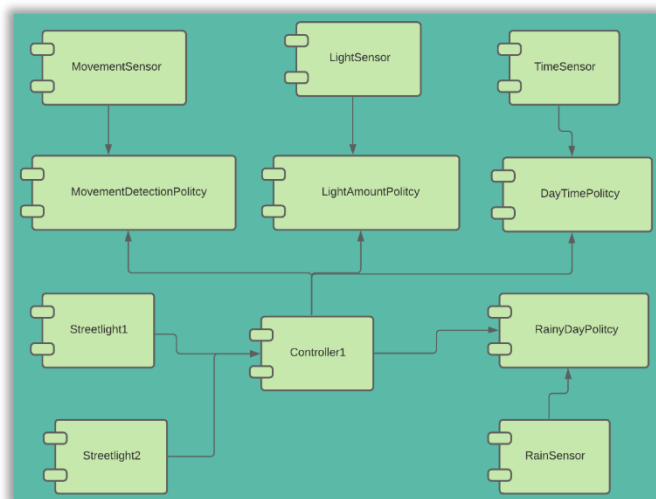 MovementSensor
LightSensor
TimeSensor
MovementDetectionPolitcy
LightAmountPolitcy
DayTimePolitcy
Streetlight1
Controller1
RainyDayPolitcy
Streetlight2
RainSensor